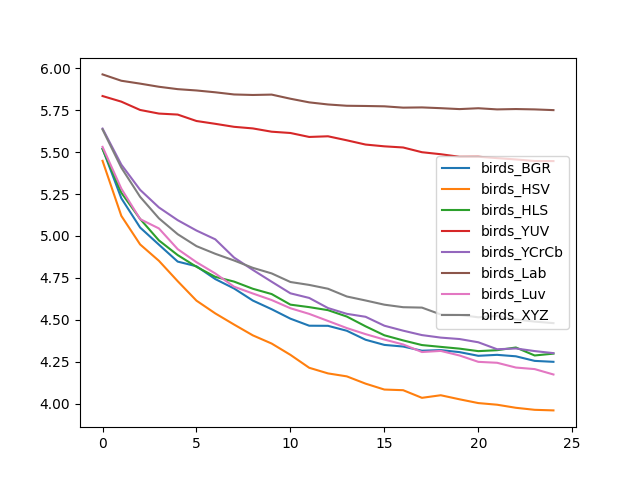 6.00
5.75
5.50
5.25
5.00
4.75
4.50
4.25
4.00
0
5
10
15
20
25
birds_BGR
birds_HSV
birds_HLS
birds_YUV
birds_YCrCb
birds_Lab
birds_Luv
birds_XYZ